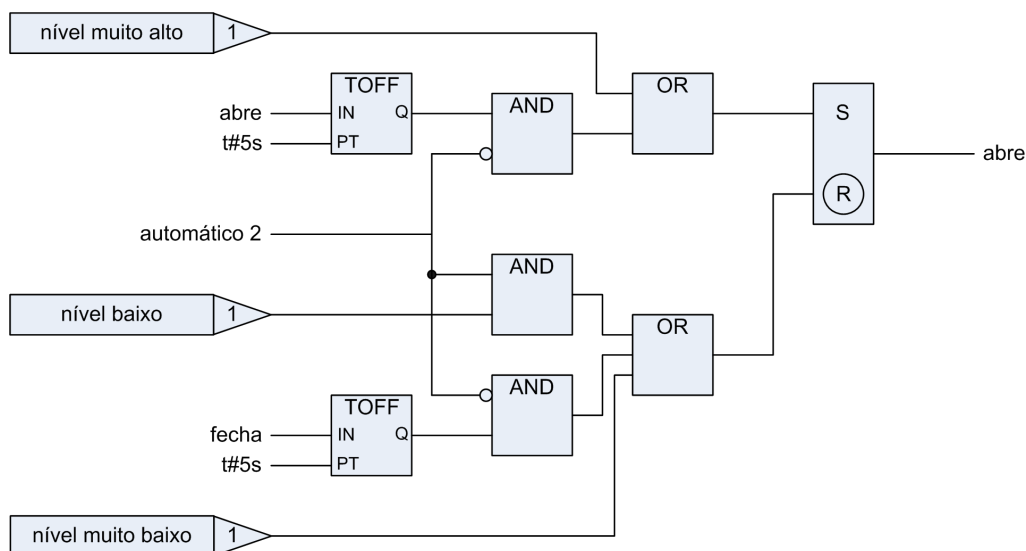 nível muito alto 1
TOFF
abre IN Q
t#5s PT
AND
OR
S
R
abre
automático 2
AND
nível baixo 1
OR
AND
TOFF
fecha IN Q
t#5s PT
nível muito baixo 1